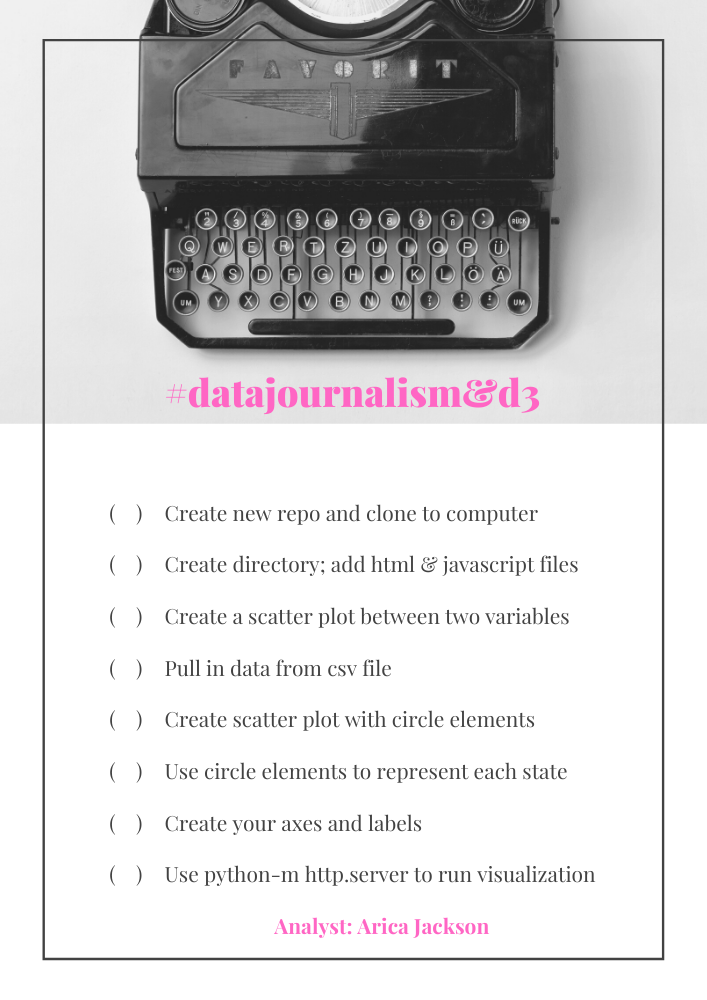 FAVORIT
" / % & ( ' _ § = + RÜCK
2 3 4 5 6 7 8 9 ß
Q W E R T Z U I O P Ü
FEST A S D F G H J K L Ö Ä
UM Y X C V B N M ? ! : UM
#datajournalism&d3
( ) Create new repo and clone to computer
( ) Create directory; add html & javascript files
( ) Create a scatter plot between two variables
( ) Pull in data from csv file
( ) Create scatter plot with circle elements
( ) Use circle elements to represent each state
( ) Create your axes and labels
( ) Use python-m http.server to run visualization
Analyst: Arica Jackson